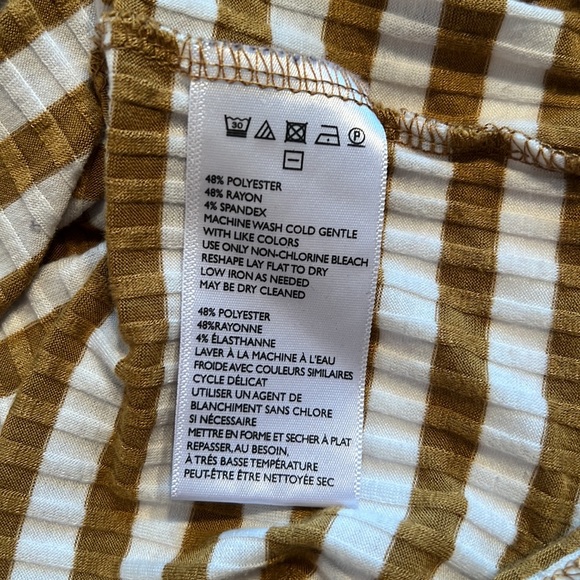 30 P
48% POLYESTER
48% RAYON
4% SPANDEX
MACHINE WASH COLD GENTLE
WITH LIKE COLORS
USE ONLY NON-CHLORINE BLEACH
RESHAPE LAY FLAT TO DRY
LOW IRON AS NEEDED
MAY BE DRY CLEANED
48% POLYESTER
48%RAYONNE
4% ÉLASTHANNE
LAVER À LA MACHINE À L'EAU
FROIDE AVEC COULEURS SIMILAIRES
CYCLE DÉLICAT
UTILISER UN AGENT DE
BLANCHIMENT SANS CHLORE
SI NÉCESSAIRE
METTRE EN FORME ET SÉCHER À PLAT
REPASSER, AU BESOIN,
À TRÉS BASSE TEMPÉRATURE
PEUT-ÊTRE ÊTRE NETTOYÉE SEC